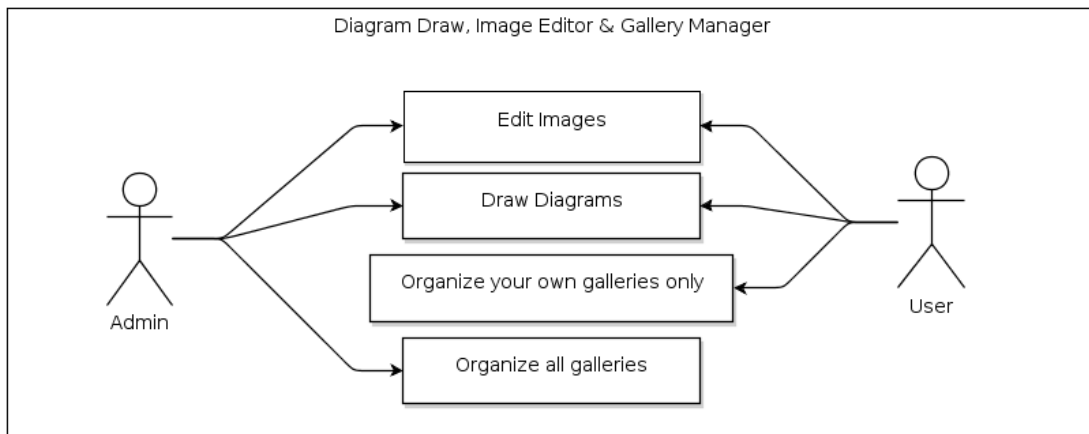 Diagram Draw, Image Editor & Gallery Manager
Edit Images
Draw Diagrams
Organize your own galleries only
Organize all galleries
Admin
User